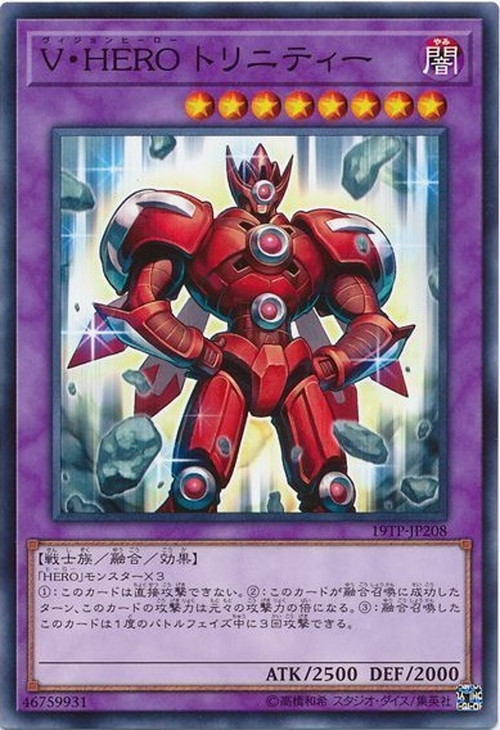 ヴィジョンヒーロー
V・HERO トリニティー
やみ
闇
19TP-JP208
【戦士族／融合／効果】
「HERO」モンスター×3
①：このカードは直接攻撃できない。②：このカードが融合召喚に成功した
ターン、このカードの攻撃力は元々の攻撃力の倍になる。③：融合召喚した
このカードは1度のバトルフェイズ中に3回攻撃できる。
ATK/2500 DEF/2000
46759931
©高橋和希 スタジオ・ダイス/集英社